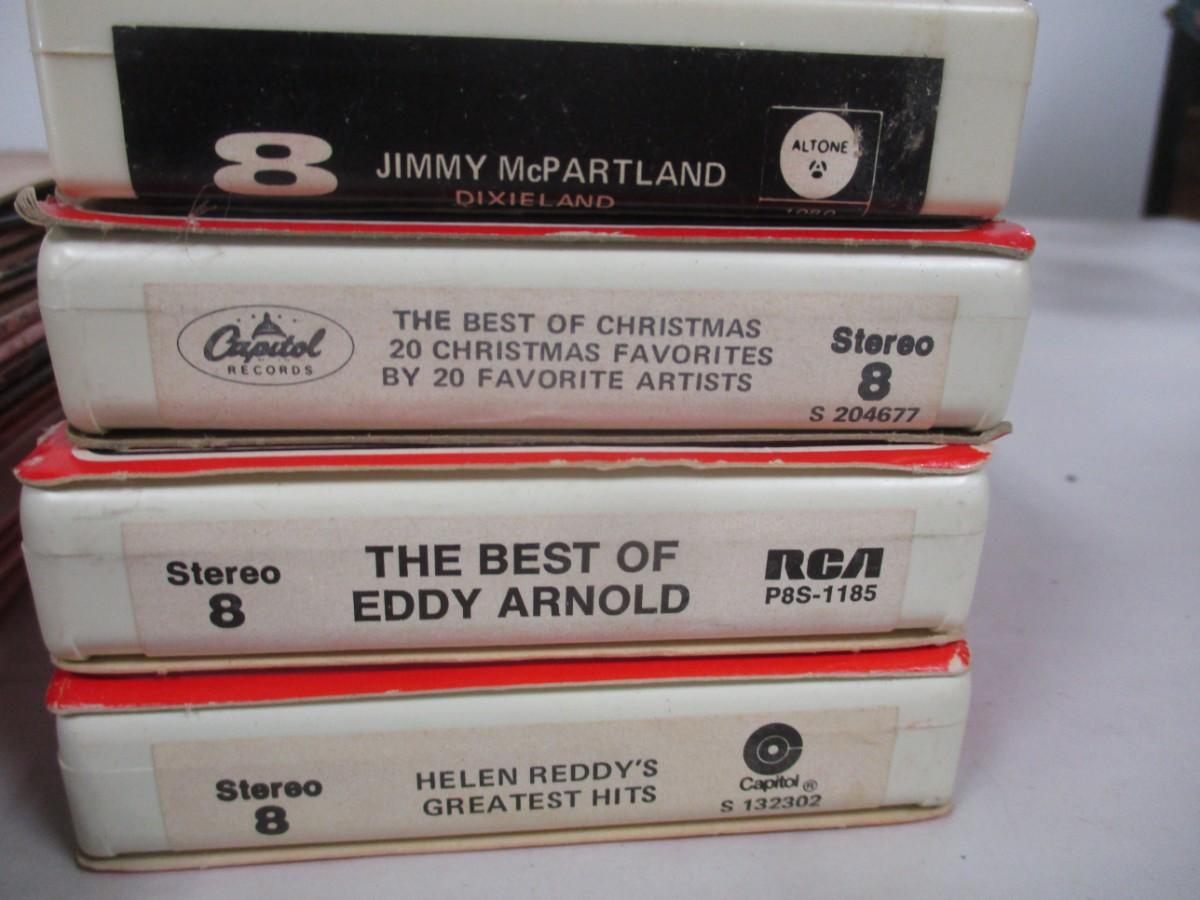 8
JIMMY McPARTLAND
DIXIELAND
ALTONE
Capitol
RECORDS
THE BEST OF CHRISTMAS
20 CHRISTMAS FAVORITES
BY 20 FAVORITE ARTISTS
Stereo
8
S 204677
Stereo
8
THE BEST OF
EDDY ARNOLD
RCA
P8S-1185
Stereo
8
HELEN REDDY'S
GREATEST HITS
Capitol®
S 132302